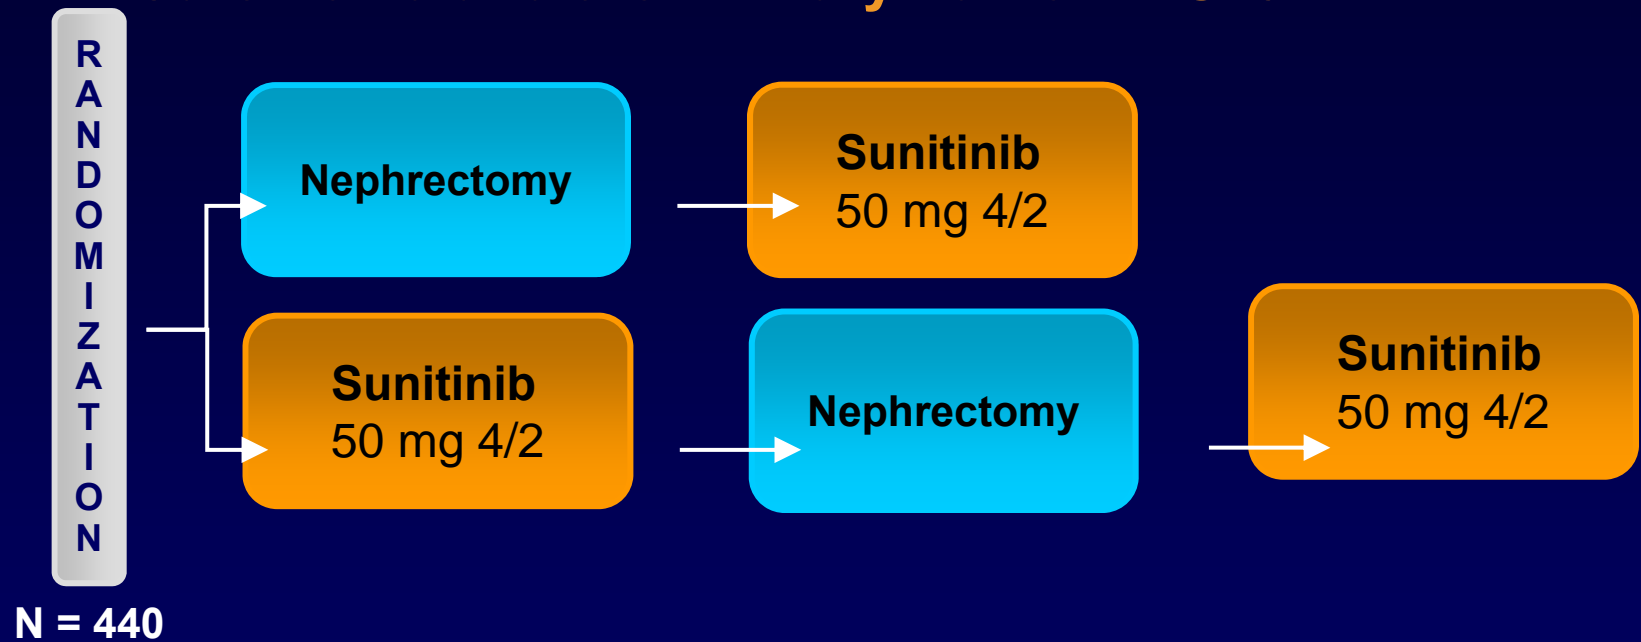 RANDOMIZATION
Nephrectomy
Sunitinib
50 mg 4/2
Sunitinib
50 mg 4/2
Nephrectomy
Sunitinib
50 mg 4/2
N = 440